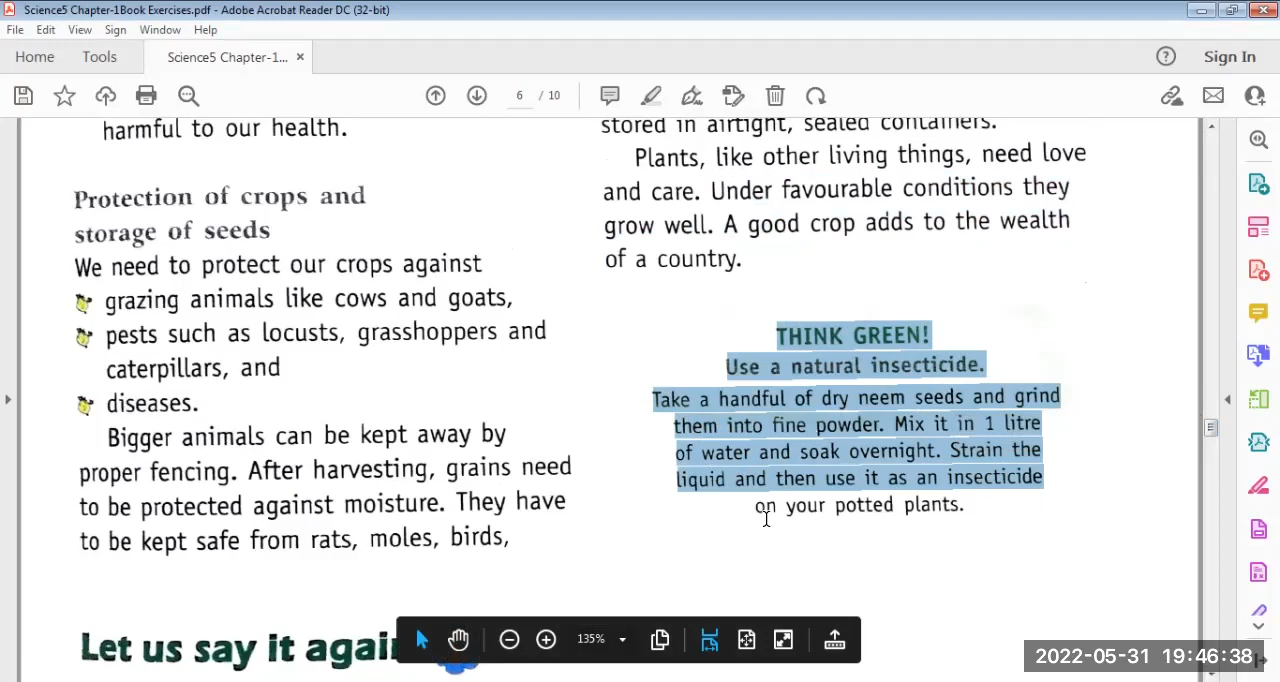 Science5 Chapter-1Book Exercises.pdf - Adobe Acrobat Reader DC (32-bit)
File Edit View Sign Window Help
Home Tools Science5 Chapter-1... ×
Sign In
6 / 10
harmful to our health.
Protection of crops and
storage of seeds
We need to protect our crops against
grazing animals like cows and goats,
pests such as locusts, grasshoppers and
caterpillars, and
diseases.
Bigger animals can be kept away by
proper fencing. After harvesting, grains need
to be protected against moisture. They have
to be kept safe from rats, moles, birds,
stored in airtight, sealed containers.
Plants, like other living things, need love
and care. Under favourable conditions they
grow well. A good crop adds to the wealth
of a country.
THINK GREEN!
Use a natural insecticide.
Take a handful of dry neem seeds and grind
them into fine powder. Mix it in 1 litre
of water and soak overnight. Strain the
liquid and then use it as an insecticide
on your potted plants.
Let us say it again
135%
2022-05-31 19:46:38